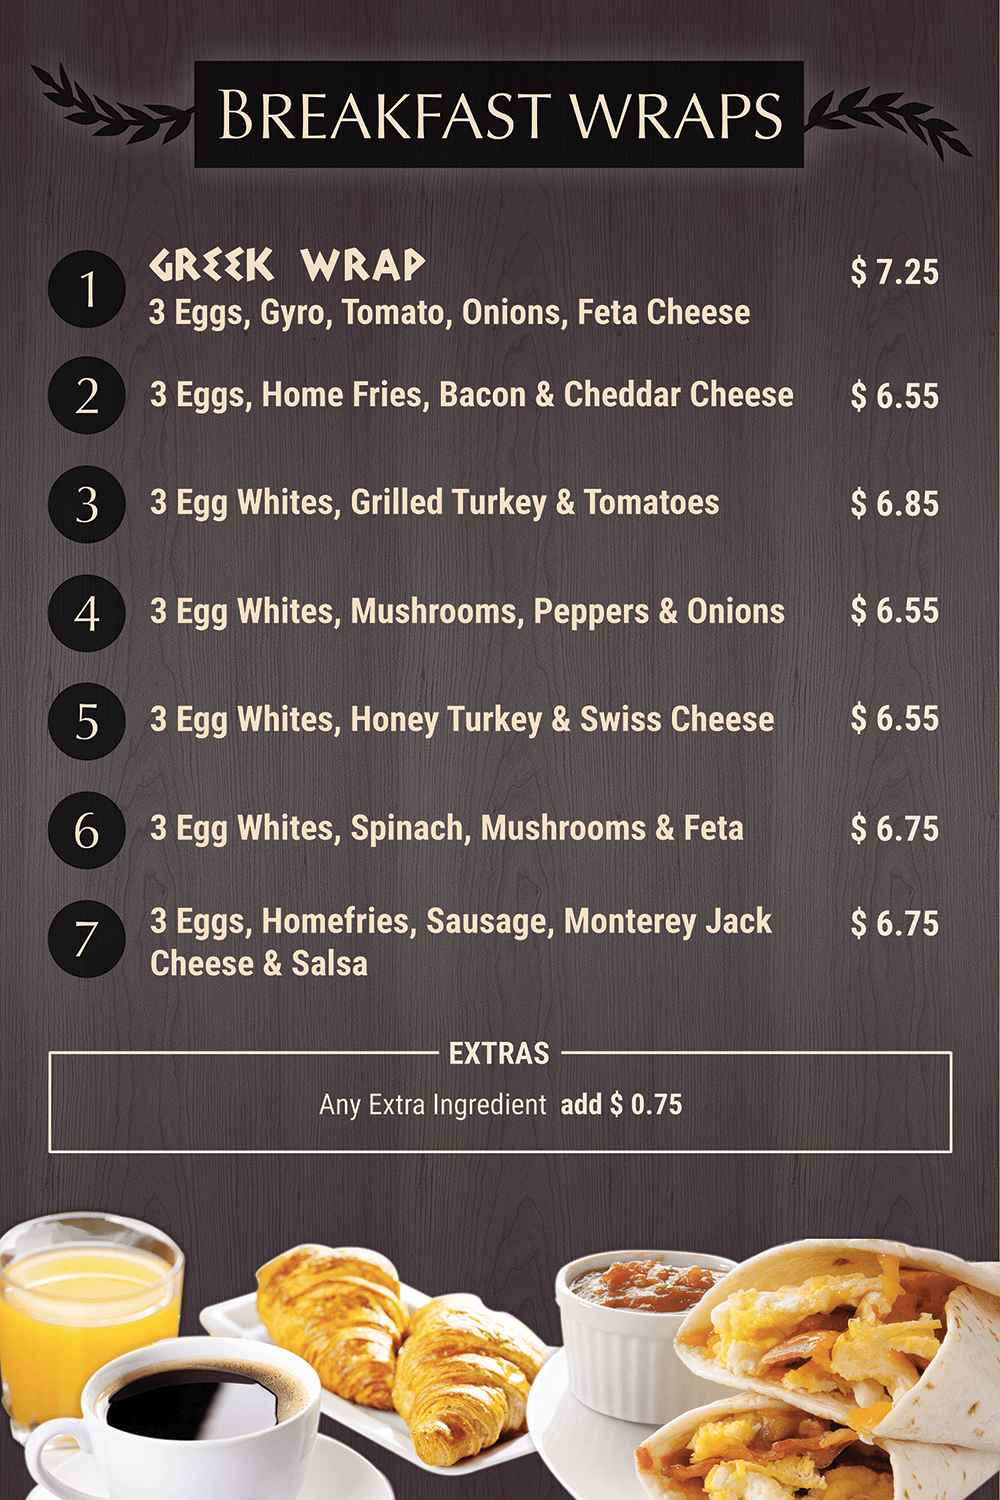 BREAKFAST WRAPS
1
GREEK WRAP
$ 7.25
3 Eggs, Gyro, Tomato, Onions, Feta Cheese
2
3 Eggs, Home Fries, Bacon & Cheddar Cheese
$ 6.55
3
3 Egg Whites, Grilled Turkey & Tomatoes
$ 6.85
4
3 Egg Whites, Mushrooms, Peppers & Onions
$ 6.55
5
3 Egg Whites, Honey Turkey & Swiss Cheese
$ 6.55
6
3 Egg Whites, Spinach, Mushrooms & Feta
$ 6.75
7
3 Eggs, Homefries, Sausage, Monterey Jack
$ 6.75
Cheese & Salsa
EXTRAS
Any Extra Ingredient add $ 0.75